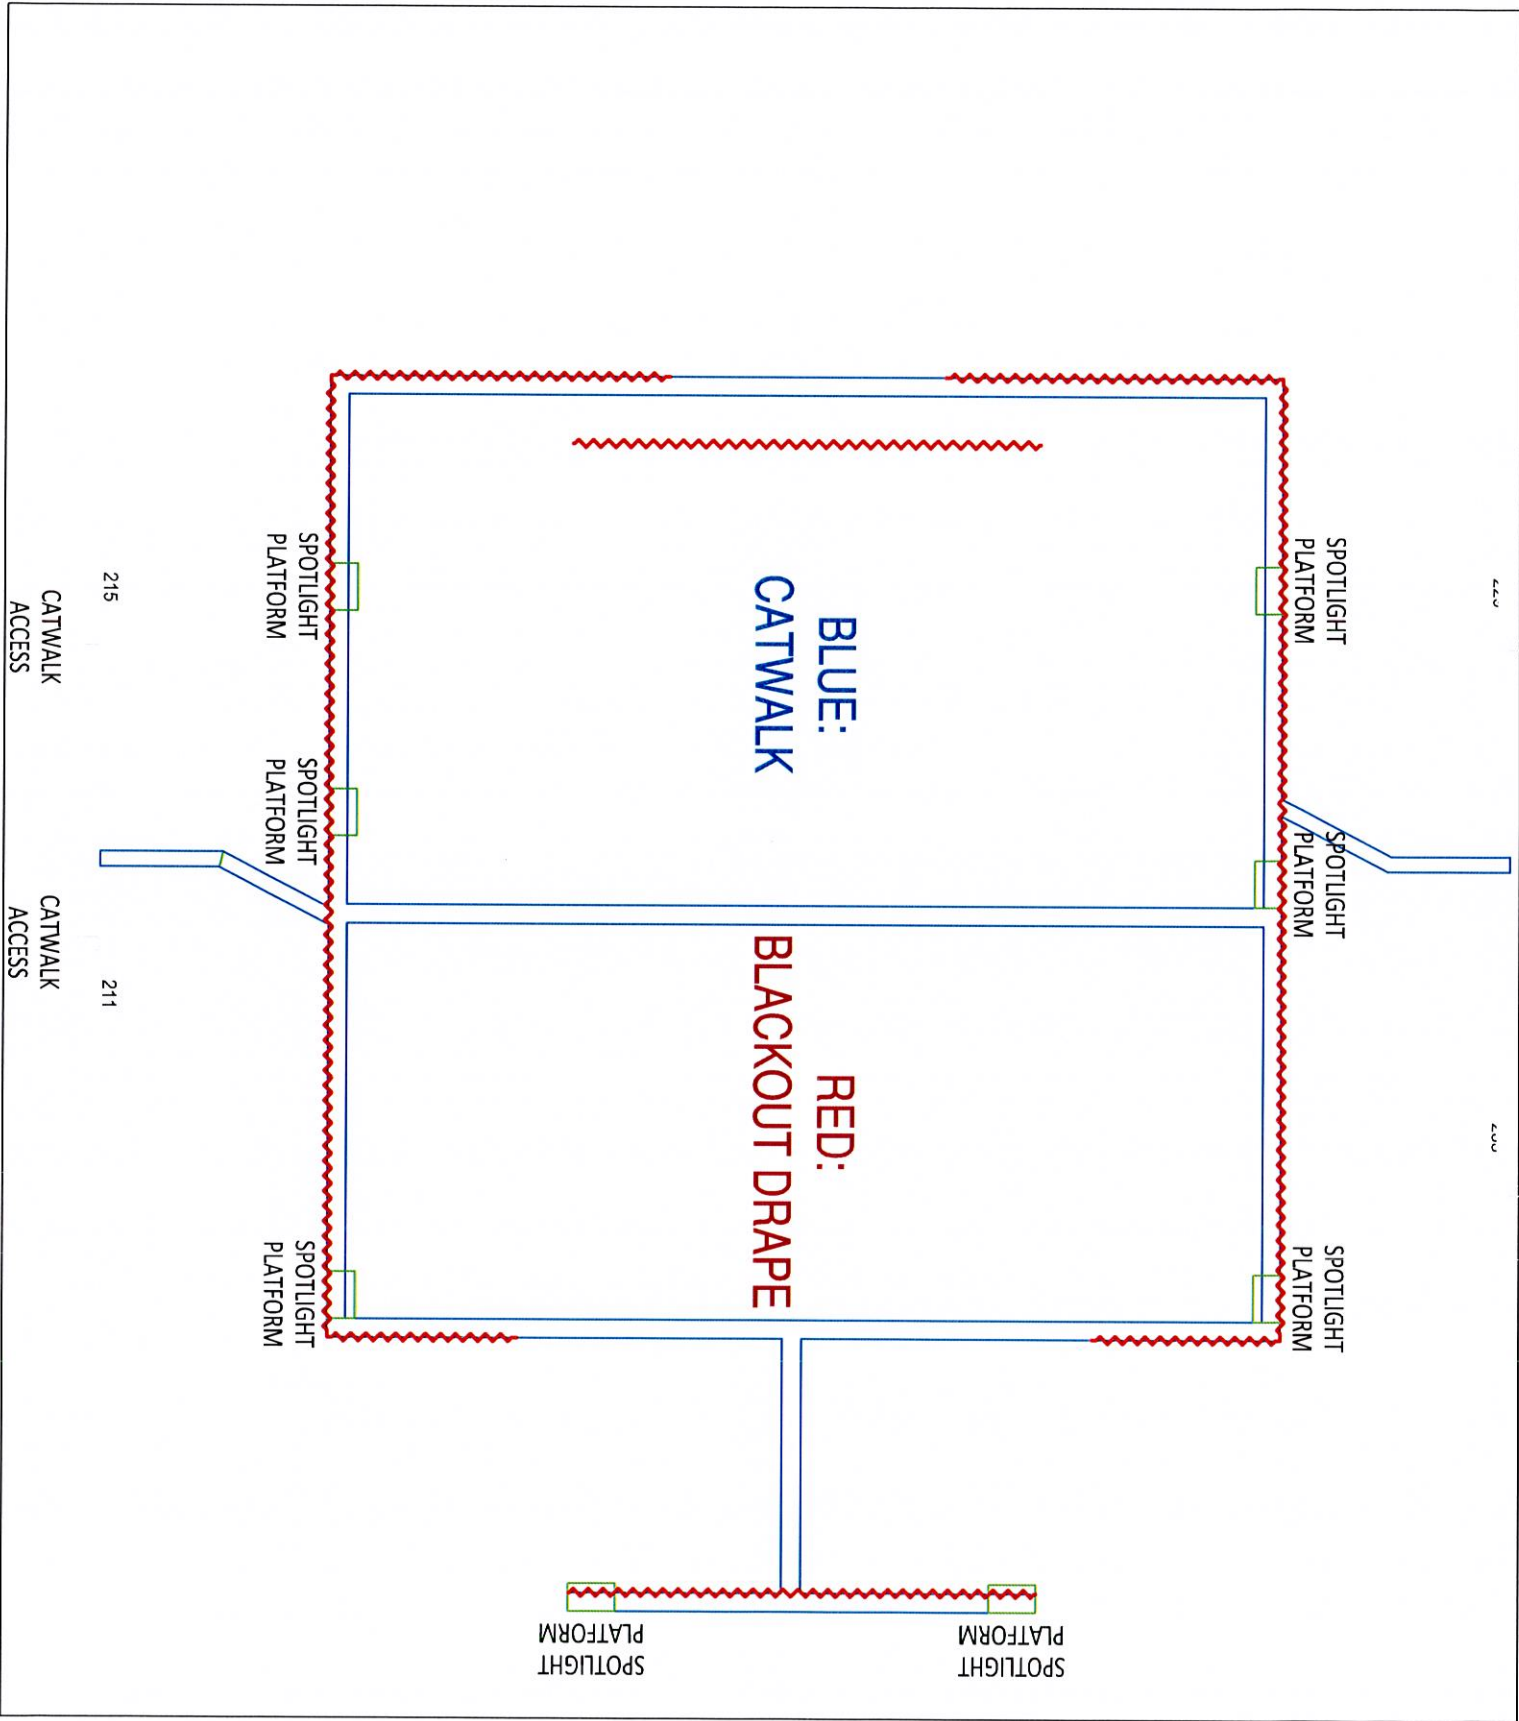 SPOTLIGHT
PLATFORM
SPOTLIGHT
PLATFORM
SPOTLIGHT
PLATFORM
BLUE:
CATWALK
RED:
BLACKOUT DRAPE
SPOTLIGHT
PLATFORM
SPOTLIGHT
PLATFORM
SPOTLIGHT
PLATFORM
215
211
CATWALK
ACCESS
CATWALK
ACCESS
SPOTLIGHT
PLATFORM
SPOTLIGHT
PLATFORM